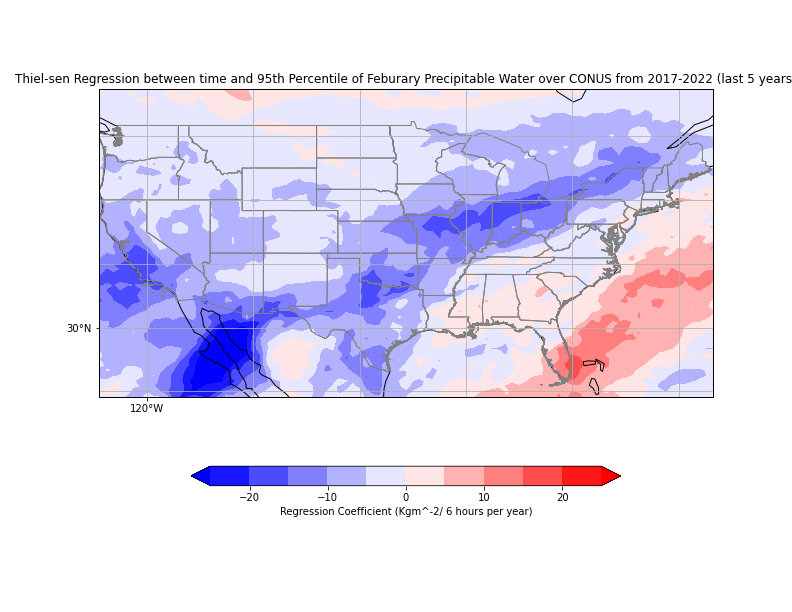 Thiel-sen Regression between time and 95th Percentile of Feburary Precipitable Water over CONUS from 2017-2022 (last 5 years
30°N
120°W
−20 −10 0 10 20
Regression Coefficient (Kgm^-2/ 6 hours per year)